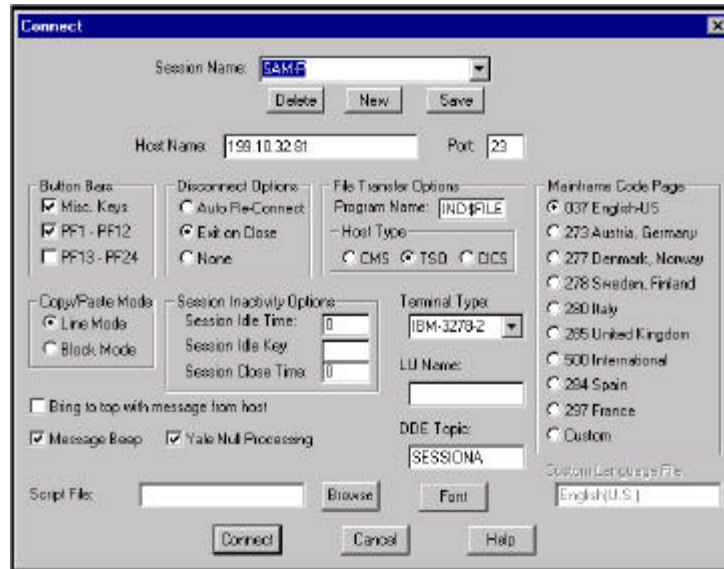 Connect
Session Name: SAM-P
Delete New Save
Host Name: 199.10.32.81 Port: 23
Button Bars
Misc. Keys
PF1 - PF12
PF13 - PF24
Disconnect Options
Auto Re-Connect
Exit on Close
None
File Transfer Options
Program Name: IND$FILE
Host Type
CMS TSO CICS
Mainframe Code Page
037 English-US
273 Austria, Germany
277 Denmark, Norway
278 Sweden, Finland
280 Italy
285 United Kingdom
500 International
284 Spain
297 France
Custom
Copy/Paste Mode
Line Mode
Block Mode
Session Inactivity Options
Session Idle Time: 0
Session Idle Key:
Session Close Time: 0
Terminal Type:
IBM-3278-2
LU Name:
Bring to top with message from host
Message Beep Yale Null Processing
DDE Topic:
SESSIONA
Custom Language File:
English(U.S.)
Script File: Browse Font
Connect Cancel Help